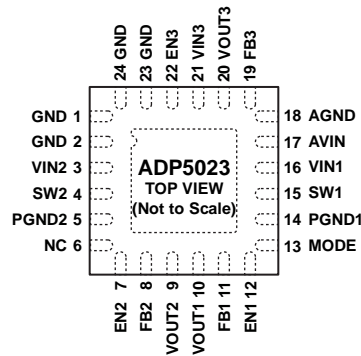 24 GND
23 GND
22 EN3
21 VIN3
20 VOUT3
19 FB3
GND 1
GND 2
VIN2 3
SW2 4
PGND2 5
NC 6
ADP5023
TOP VIEW
(Not to Scale)
18 AGND
17 AVIN
16 VIN1
15 SW1
14 PGND1
13 MODE
EN2 7
FB2 8
VOUT2 9
VOUT1 10
FB1 11
EN1 12